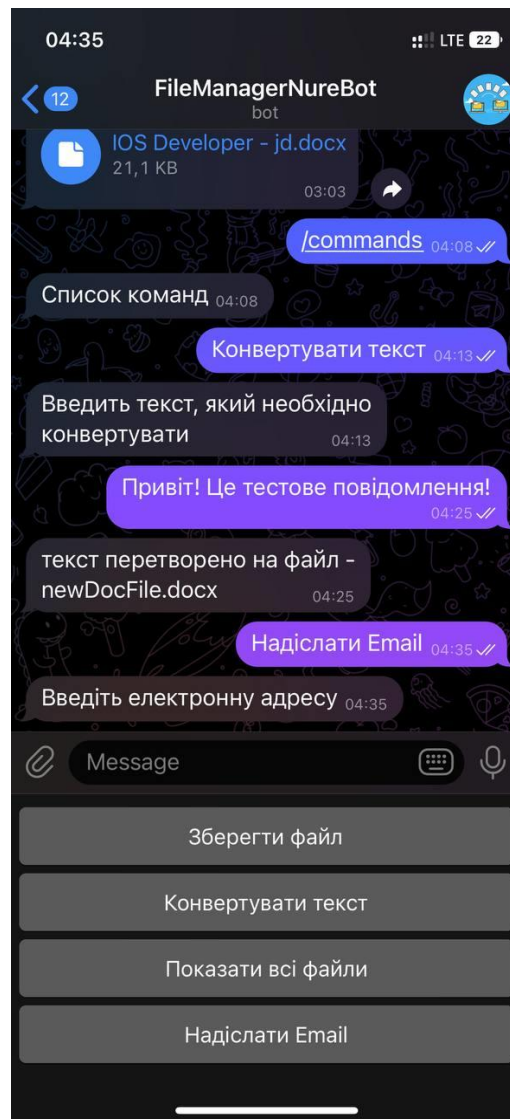 04:35
LTE 22
12
FileManagerNureBot
bot
IOS Developer - jd.docx
21,1 KB
03:03
/commands 04:08
Список команд 04:08
Конвертувати текст 04:13
Введить текст, який необхідно
конвертувати 04:13
Привіт! Це тестове повідомлення!
04:25
текст перетворено на файл -
newDocFile.docx 04:25
Надіслати Email 04:35
Введіть електронну адресу 04:35
Message
Зберегти файл
Конвертувати текст
Показати всі файли
Надіслати Email